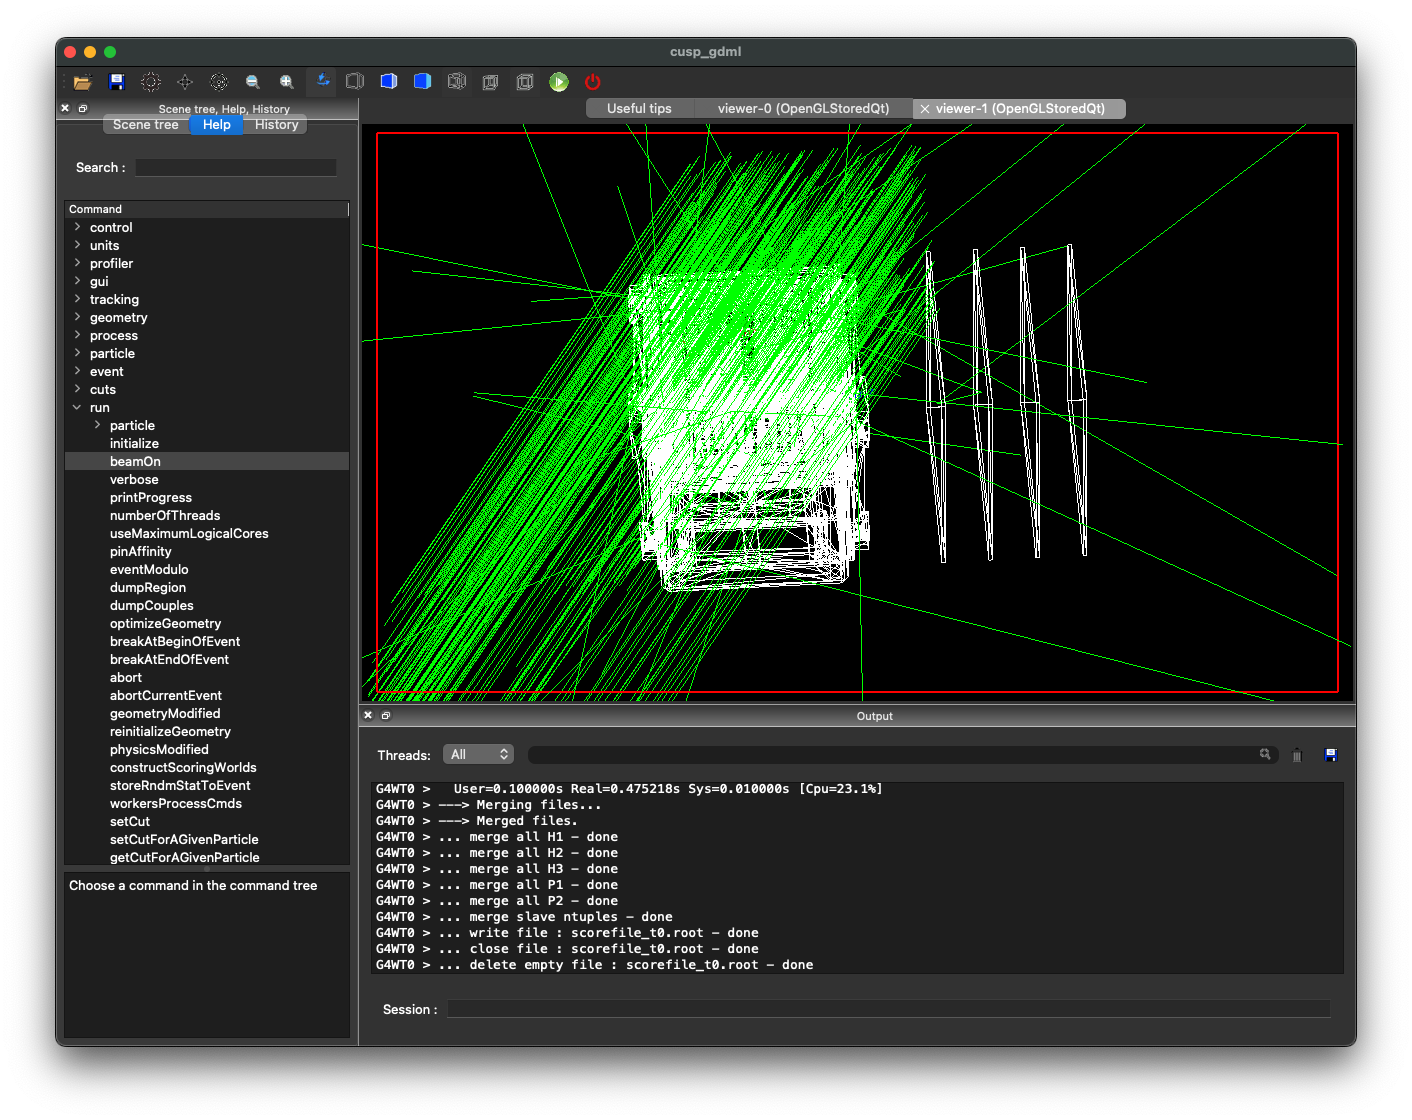 cusp_gdml
Scene tree, Help, History
Scene tree
Help
History
Search :
Command
control
units
profiler
gui
tracking
geometry
process
particle
event
cuts
run
particle
initialize
beamOn
verbose
printProgress
numberOfThreads
useMaximumLogicalCores
pinAffinity
eventModulo
dumpRegion
dumpCouples
optimizeGeometry
breakAtBeginOfEvent
breakAtEndOfEvent
abort
abortCurrentEvent
geometryModified
reinitializeGeometry
physicsModified
constructScoringWorlds
storeRndmStatToEvent
workersProcessCmds
setCut
setCutForAGivenParticle
getCutForAGivenParticle
Choose a command in the command tree
Useful tips
viewer-0 (OpenGLStoredQt)
viewer-1 (OpenGLStoredQt)
Output
Threads:
All
G4WT0 >   User=0.100000s Real=0.475218s Sys=0.010000s [Cpu=23.1%]
G4WT0 > ---> Merging files...
G4WT0 > ---> Merged files.
G4WT0 > ... merge all H1 - done
G4WT0 > ... merge all H2 - done
G4WT0 > ... merge all H3 - done
G4WT0 > ... merge all P1 - done
G4WT0 > ... merge all P2 - done
G4WT0 > ... merge slave ntuples - done
G4WT0 > ... write file : scorefile_t0.root - done
G4WT0 > ... close file : scorefile_t0.root - done
G4WT0 > ... delete empty file : scorefile_t0.root - done
Session :